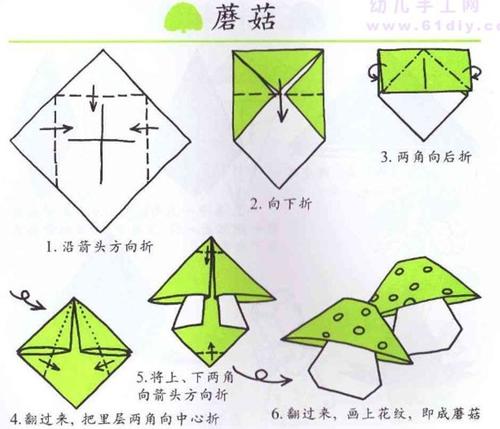 幼儿手工网
www.61diy.com
蘑菇
1. 沿箭头方向折
2. 向下折
3. 两角向后折
4. 翻过来，把里层两角向中心折
5. 将上、下两角
向箭头方向折
6. 翻过来，画上花纹，即成蘑菇